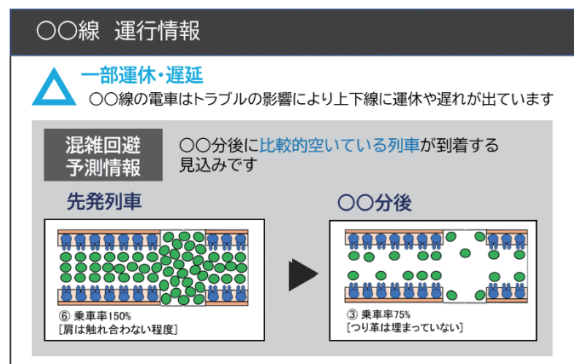 〇〇線 運行情報
一部運休・遅延
〇〇線の電車はトラブルの影響により上下線に運休や遅れが出ています
混雑回避
予測情報
〇〇分後に比較的空いている列車が到着する
見込みです
先発列車
〇〇分後
⑥ 乗車率150%
[肩は触れ合わない程度]
③ 乗車率75%
[つり革は埋まっていない]